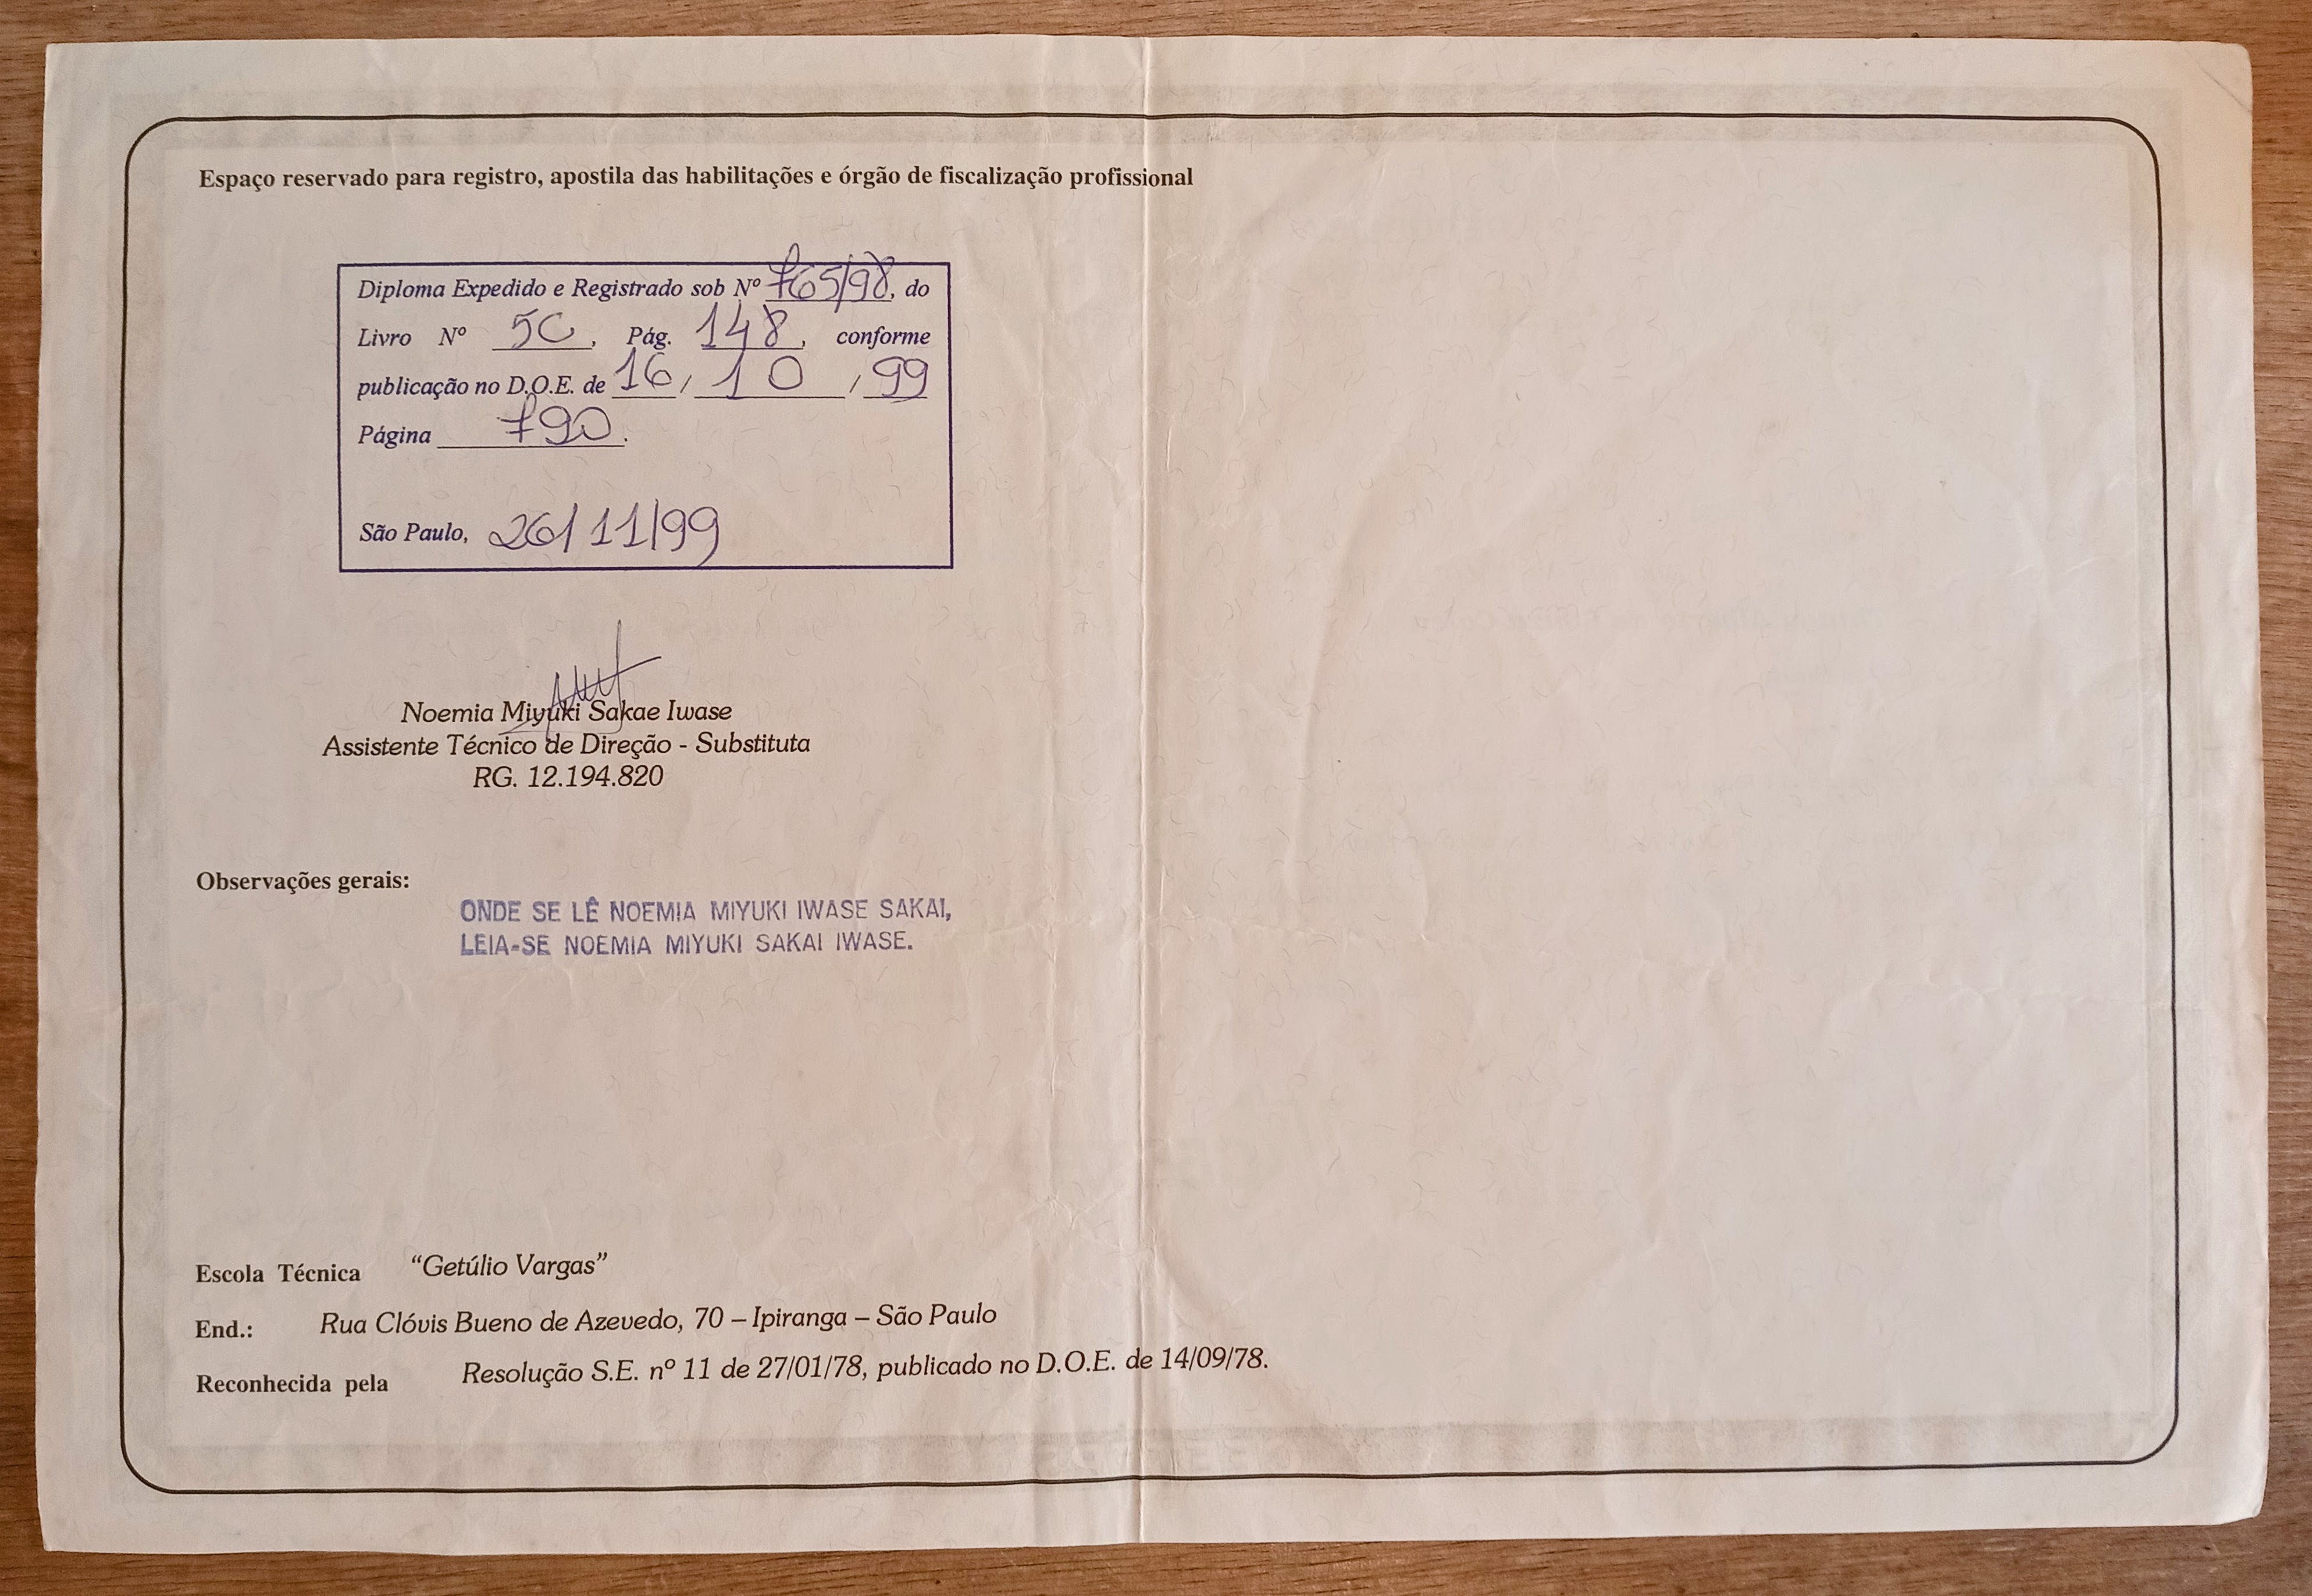 Espaço reservado para registro, apostila das habilitações e órgão de fiscalização profissional
Diploma Expedido e Registrado sob Nº 765/98, do
Livro Nº 5C, Pág. 148, conforme
publicação no D.O.E. de 16/10/99
Página 790.
São Paulo, 26/11/99
Noemia Miyuki Sakae Iwase
Assistente Técnico de Direção - Substituta
RG. 12.194.820
Observações gerais:
ONDE SE LÊ NOEMIA MIYUKI IWASE SAKAI,
LEIA-SE NOEMIA MIYUKI SAKAI IWASE.
Escola Técnica “Getúlio Vargas”
End.: Rua Clóvis Bueno de Azevedo, 70 – Ipiranga – São Paulo
Reconhecida pela Resolução S.E. nº 11 de 27/01/78, publicado no D.O.E. de 14/09/78.